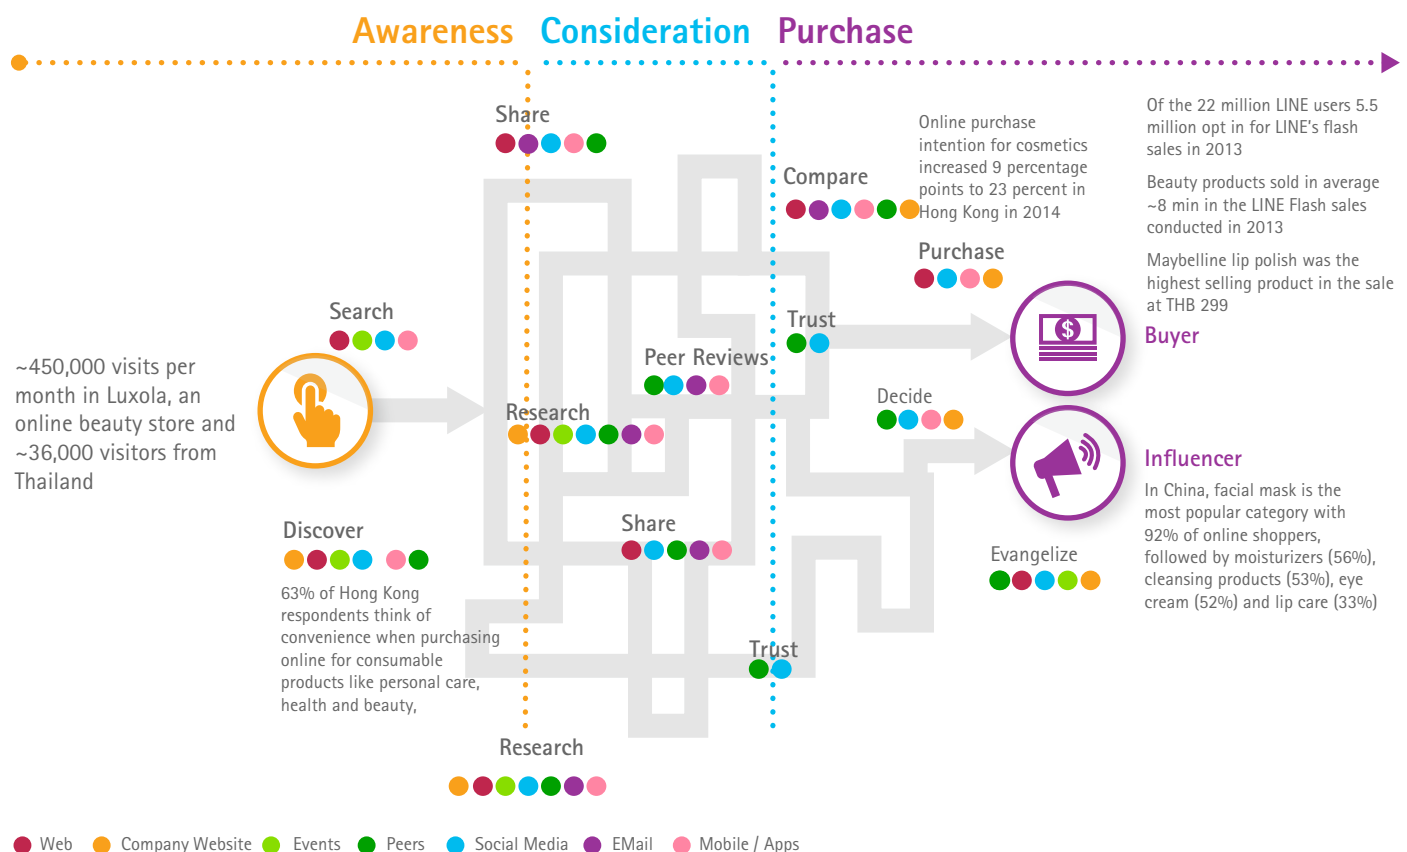 Awareness
Consideration
Purchase
Share
Compare
Online purchase
intention for cosmetics
increased 9 percentage
points to 23 percent in
Hong Kong in 2014
Of the 22 million LINE users 5.5
million opt in for LINE's flash
sales in 2013
Beauty products sold in average
~8 min in the LINE Flash sales
conducted in 2013
Maybelline lip polish was the
highest selling product in the sale
at THB 299
Purchase
Search
Trust
$
Buyer
~450,000 visits per
month in Luxola, an
online beauty store and
~36,000 visitors from
Thailand
Peer Reviews
Research
Decide
Influencer
In China, facial mask is the
most popular category with
92% of online shoppers,
followed by moisturizers (56%),
cleansing products (53%), eye
cream (52%) and lip care (33%)
Discover
Share
Evangelize
63% of Hong Kong
respondents think of
convenience when purchasing
online for consumable
products like personal care,
health and beauty,
Trust
Research
Web
Company Website
Events
Peers
Social Media
EMail
Mobile / Apps